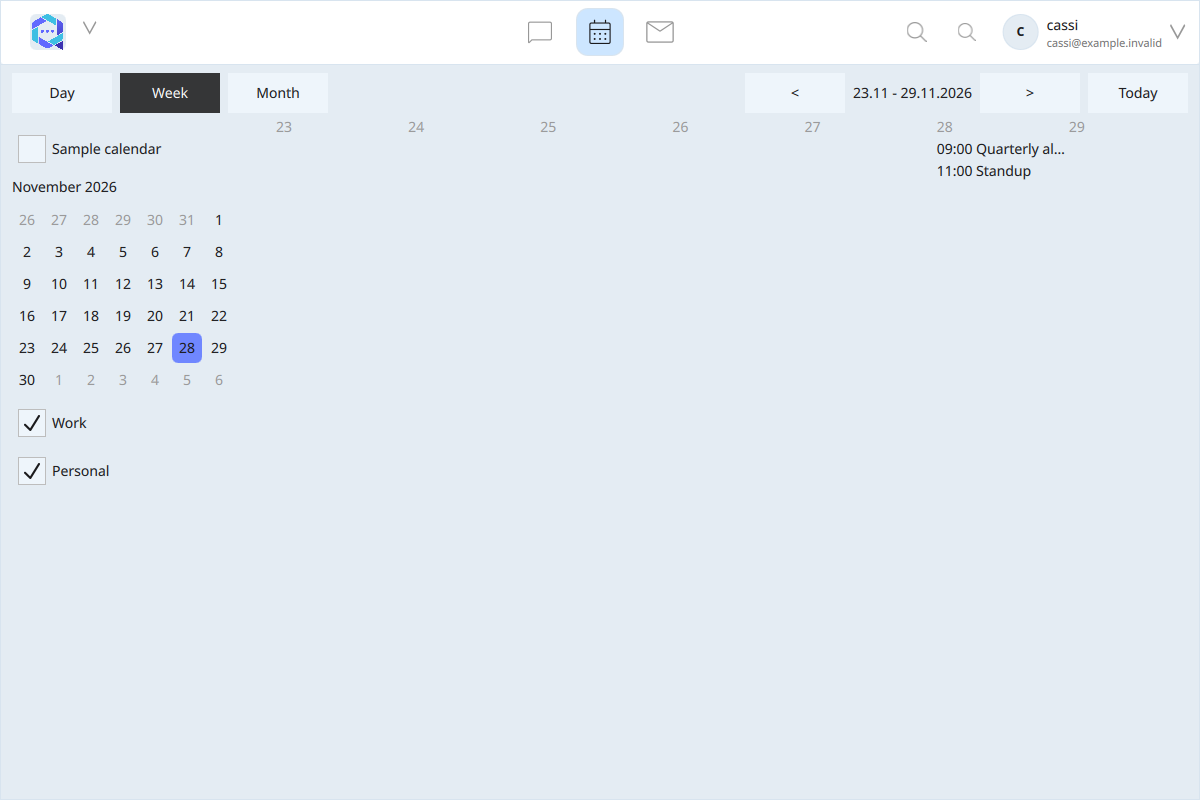 C
cassi
cassi@example.invalid
Day
Week
Month
<
23.11 - 29.11.2026
>
Today
23 24 25 26 27 28 29
Sample calendar
09:00 Quarterly al...
11:00 Standup
November 2026
26 27 28 29 30 31 1
2 3 4 5 6 7 8
9 10 11 12 13 14 15
16 17 18 19 20 21 22
23 24 25 26 27 28 29
30 1 2 3 4 5 6
Work
Personal